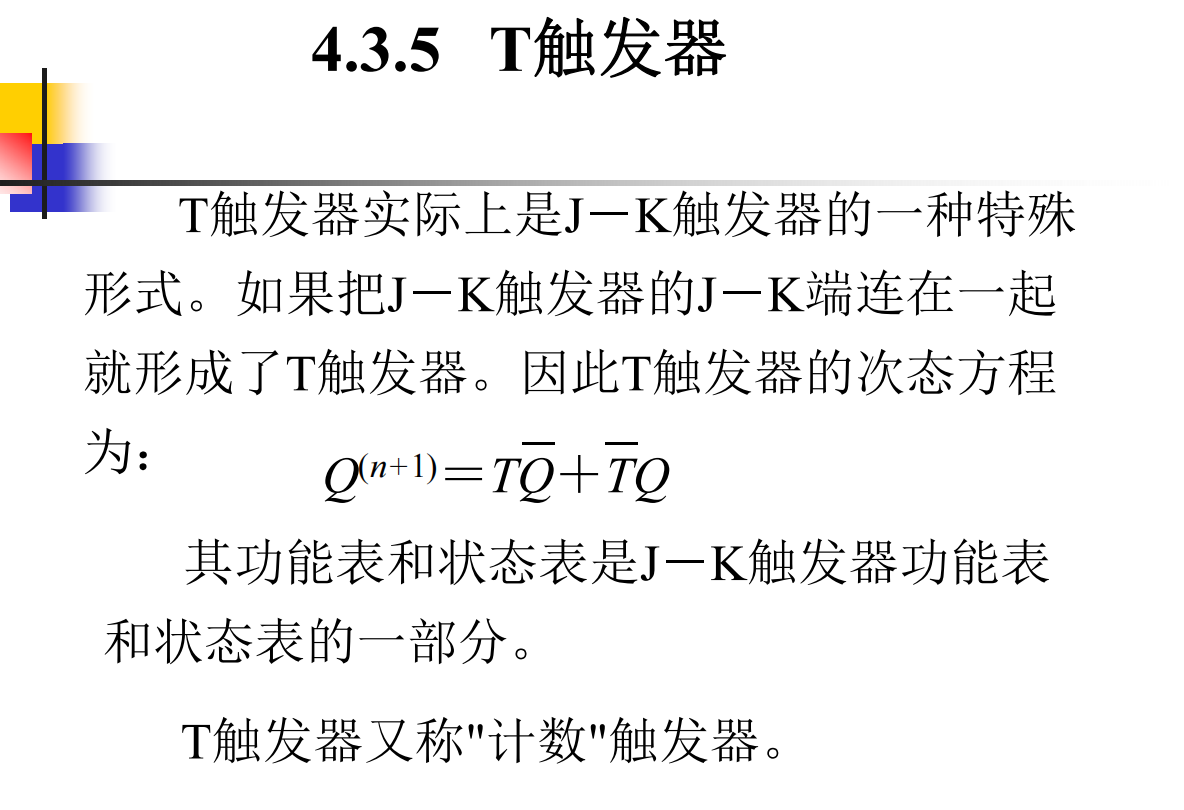 4.3.5 T触发器
T触发器实际上是J－K触发器的一种特殊
形式。如果把J－K触发器的J－K端连在一起
就形成了T触发器。因此T触发器的次态方程
为：
Q⁽ⁿ⁺¹⁾＝TQ̅＋T̅Q
其功能表和状态表是J－K触发器功能表
和状态表的一部分。
T触发器又称"计数"触发器。